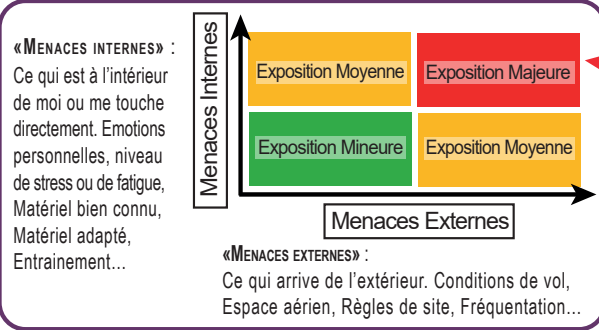 «Menaces internes» :
Ce qui est à l'intérieur
de moi ou me touche
directement. Emotions
personnelles, niveau
de stress ou de fatigue,
Matériel bien connu,
Matériel adapté,
Entrainement...
Menaces Internes
Exposition Moyenne
Exposition Majeure
Exposition Mineure
Exposition Moyenne
Menaces Externes
«Menaces externes» :
Ce qui arrive de l'extérieur. Conditions de vol,
Espace aérien, Règles de site, Fréquentation...